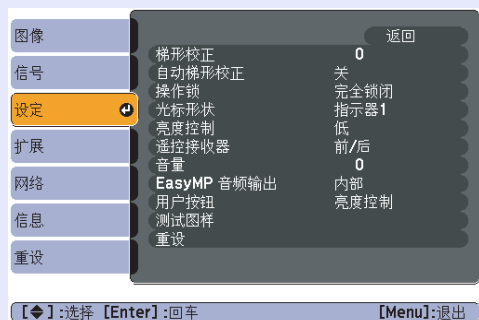 图像
信号
设定
扩展
网络
信息
重设
返回
梯形校正 0
自动梯形校正 关
操作锁 完全锁闭
光标形状 指示器1
亮度控制 低
遥控接收器 前/后
音量 0
EasyMP 音频输出 内部
用户按钮 亮度控制
测试图样
重设
[◆]:选择 [Enter]:回车 [Menu]:退出